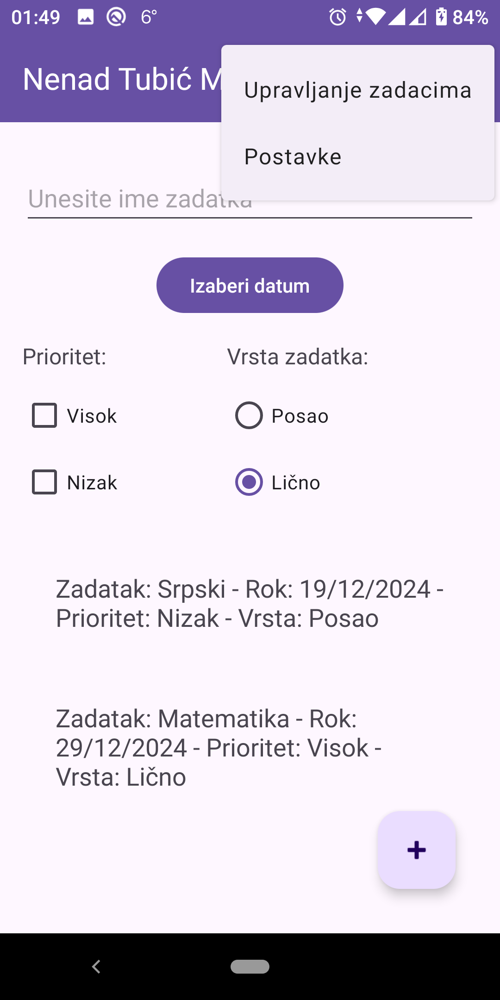 01:49 6° 84%
Nenad Tubić
Upravljanje zadacima
Postavke
Unesite ime zadatka
Izaberi datum
Prioritet: Vrsta zadatka:
Visok Posao
Nizak Lično
Zadatak: Srpski - Rok: 19/12/2024 -
Prioritet: Nizak - Vrsta: Posao
Zadatak: Matematika - Rok:
29/12/2024 - Prioritet: Visok -
Vrsta: Lično